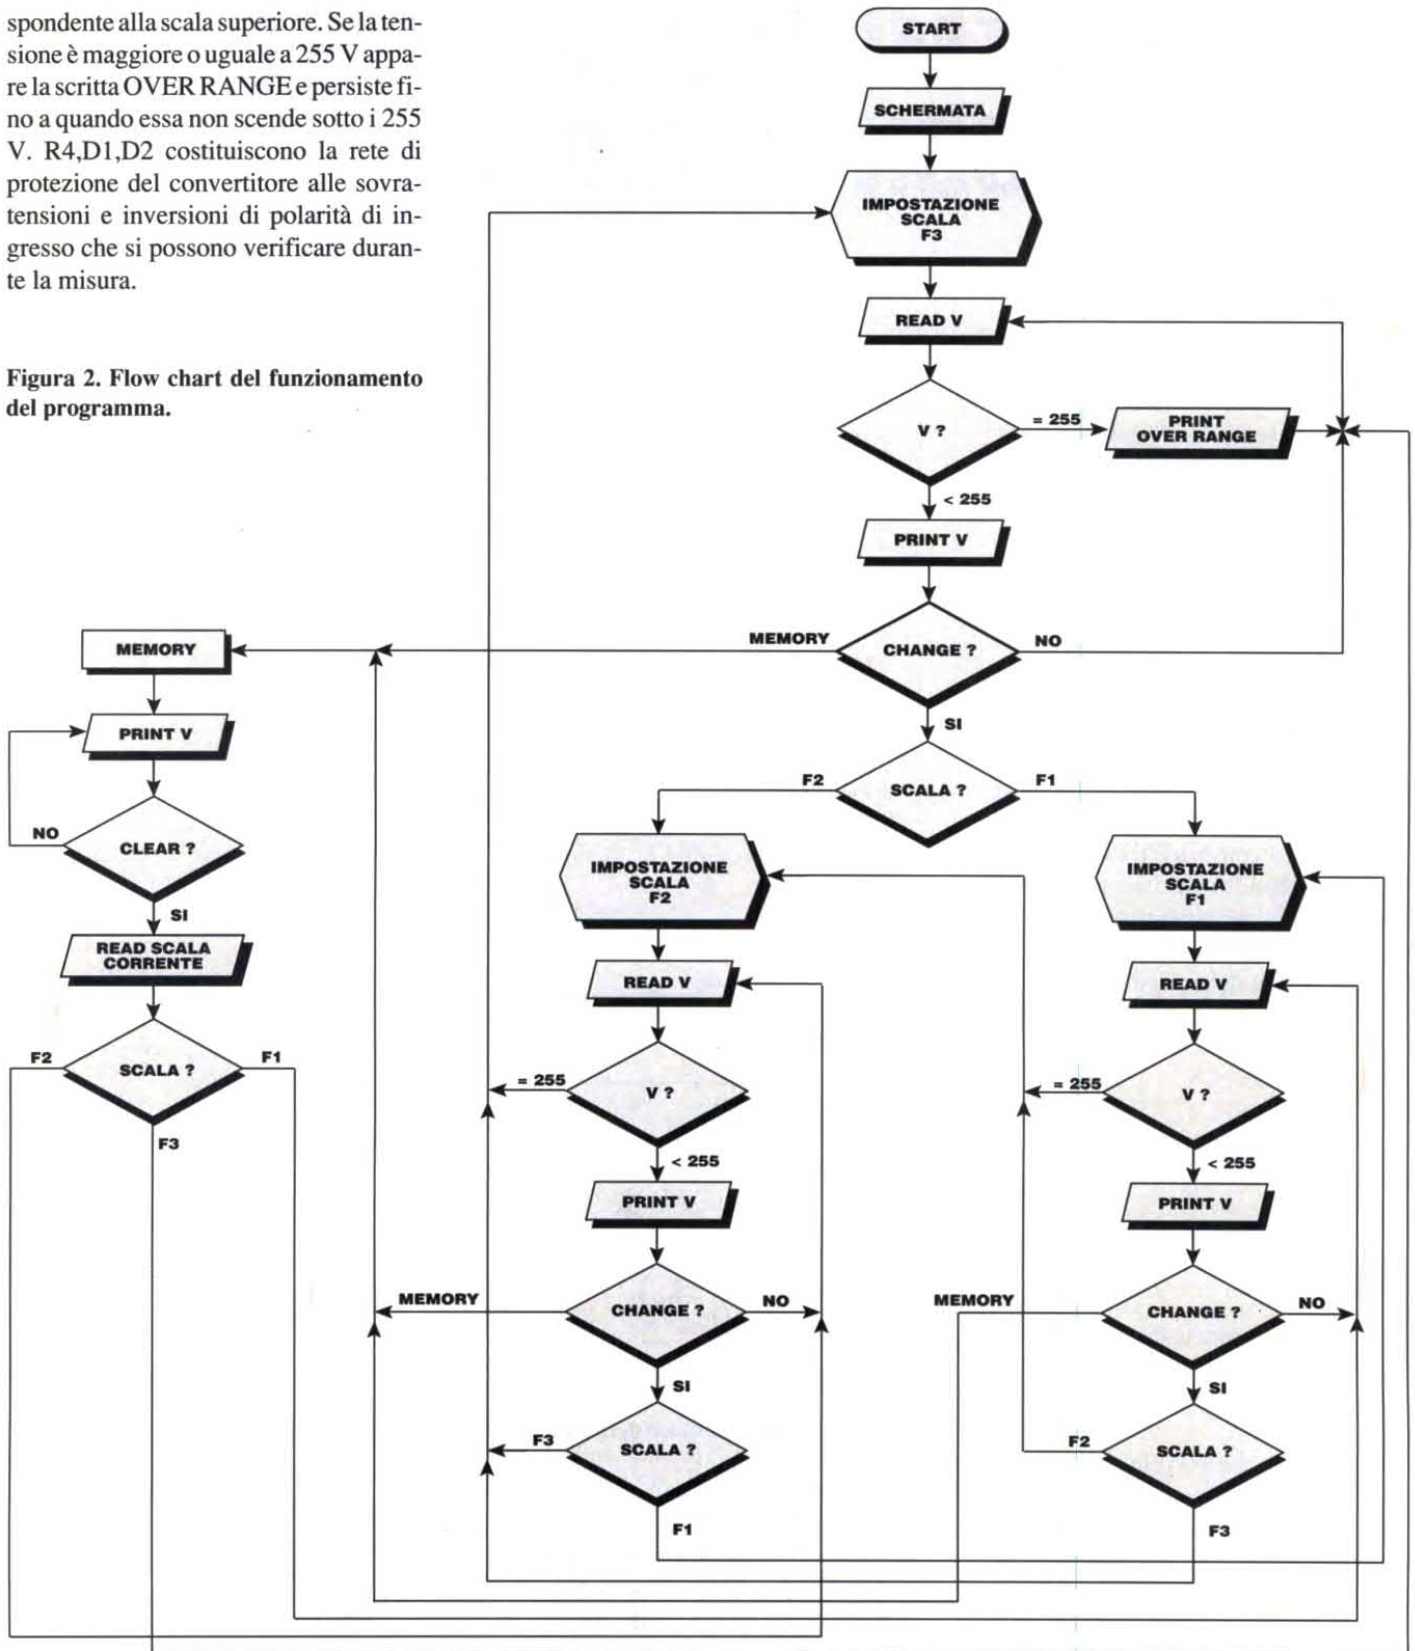 spondente alla scala superiore. Se la ten-
sione è maggiore o uguale a 255 V appa-
re la scritta OVER RANGE e persiste fi-
no a quando essa non scende sotto i 255
V. R4,D1,D2 costituiscono la rete di
protezione del convertitore alle sovra-
tensioni e inversioni di polarità di in-
gresso che si possono verificare duran-
te la misura.
Figura 2. Flow chart del funzionamento
del programma.
START
SCHERMATA
IMPOSTAZIONE
SCALA
F3
READ V
V ?
= 255
PRINT
OVER RANGE
< 255
PRINT V
MEMORY
CHANGE ?
NO
SI
F2
SCALA ?
F1
MEMORY
PRINT V
NO
CLEAR ?
SI
READ SCALA
CORRENTE
F2
SCALA ?
F1
F3
IMPOSTAZIONE
SCALA
F2
READ V
= 255
V ?
< 255
PRINT V
MEMORY
CHANGE ?
NO
SI
F3
SCALA ?
F1
IMPOSTAZIONE
SCALA
F1
READ V
= 255
V ?
< 255
PRINT V
MEMORY
CHANGE ?
NO
SI
F2
SCALA ?
F3